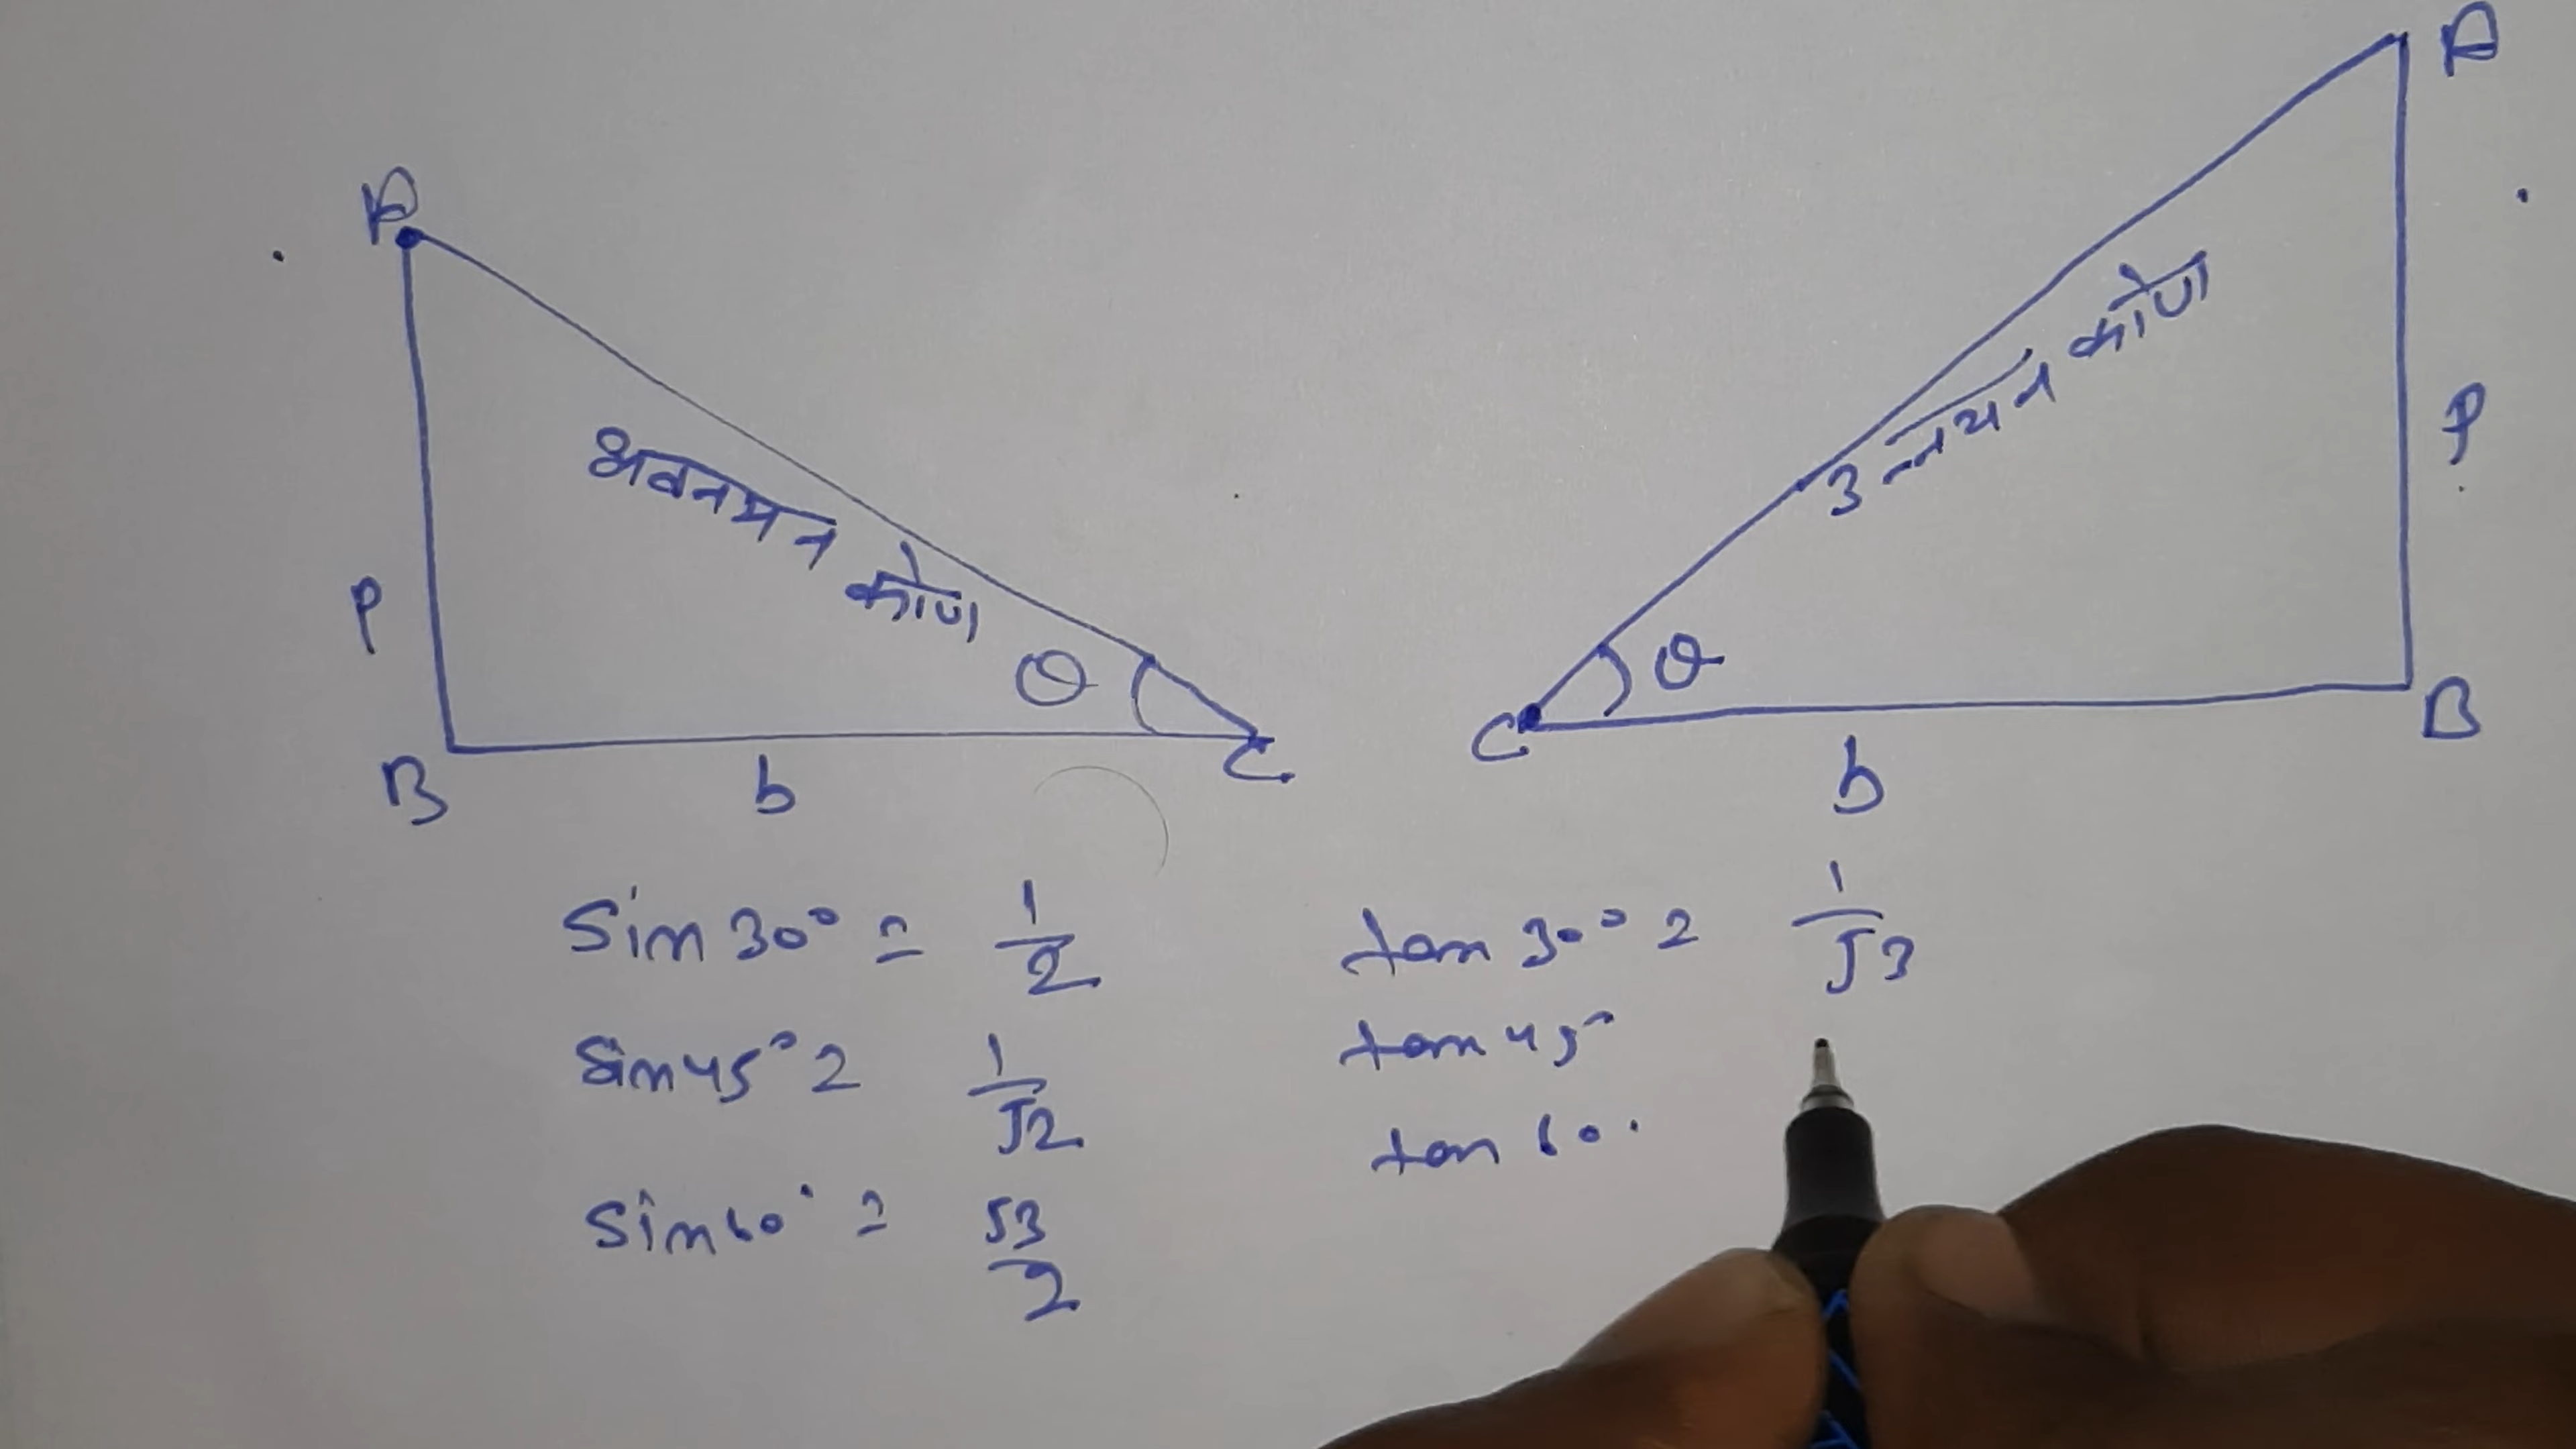 A
A
अवनमन कोण
उन्नयन कोण
P
P
θ
θ
B
b
C
C
b
B
Sin 30° = 1/2
tan 30° = 1/√3
Sin 45° = 1/√2
tan 45°
Sin 60° = √3/2
tan 60°